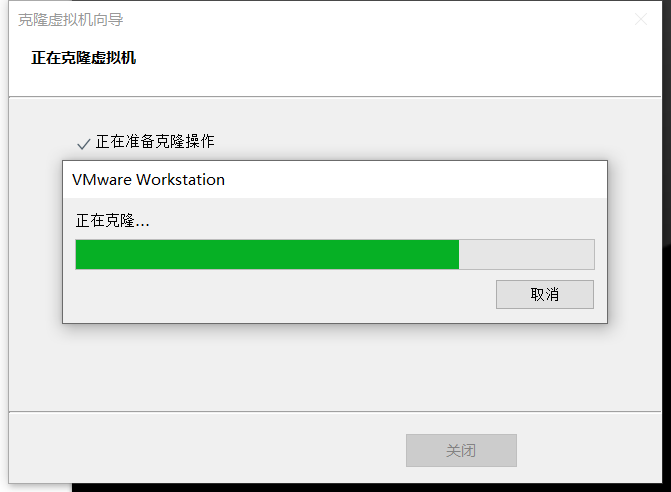 克隆虚拟机向导
正在克隆虚拟机
正在准备克隆操作
VMware Workstation
正在克隆...
取消
关闭